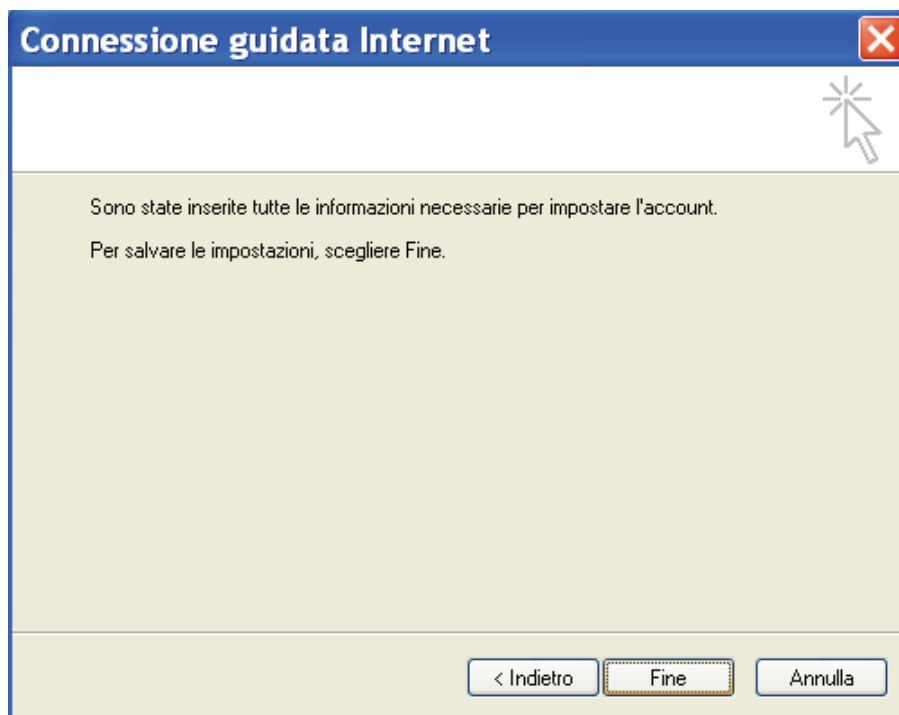 Connessione guidata Internet
Sono state inserite tutte le informazioni necessarie per impostare l'account.
Per salvare le impostazioni, scegliere Fine.
< Indietro
Fine
Annulla